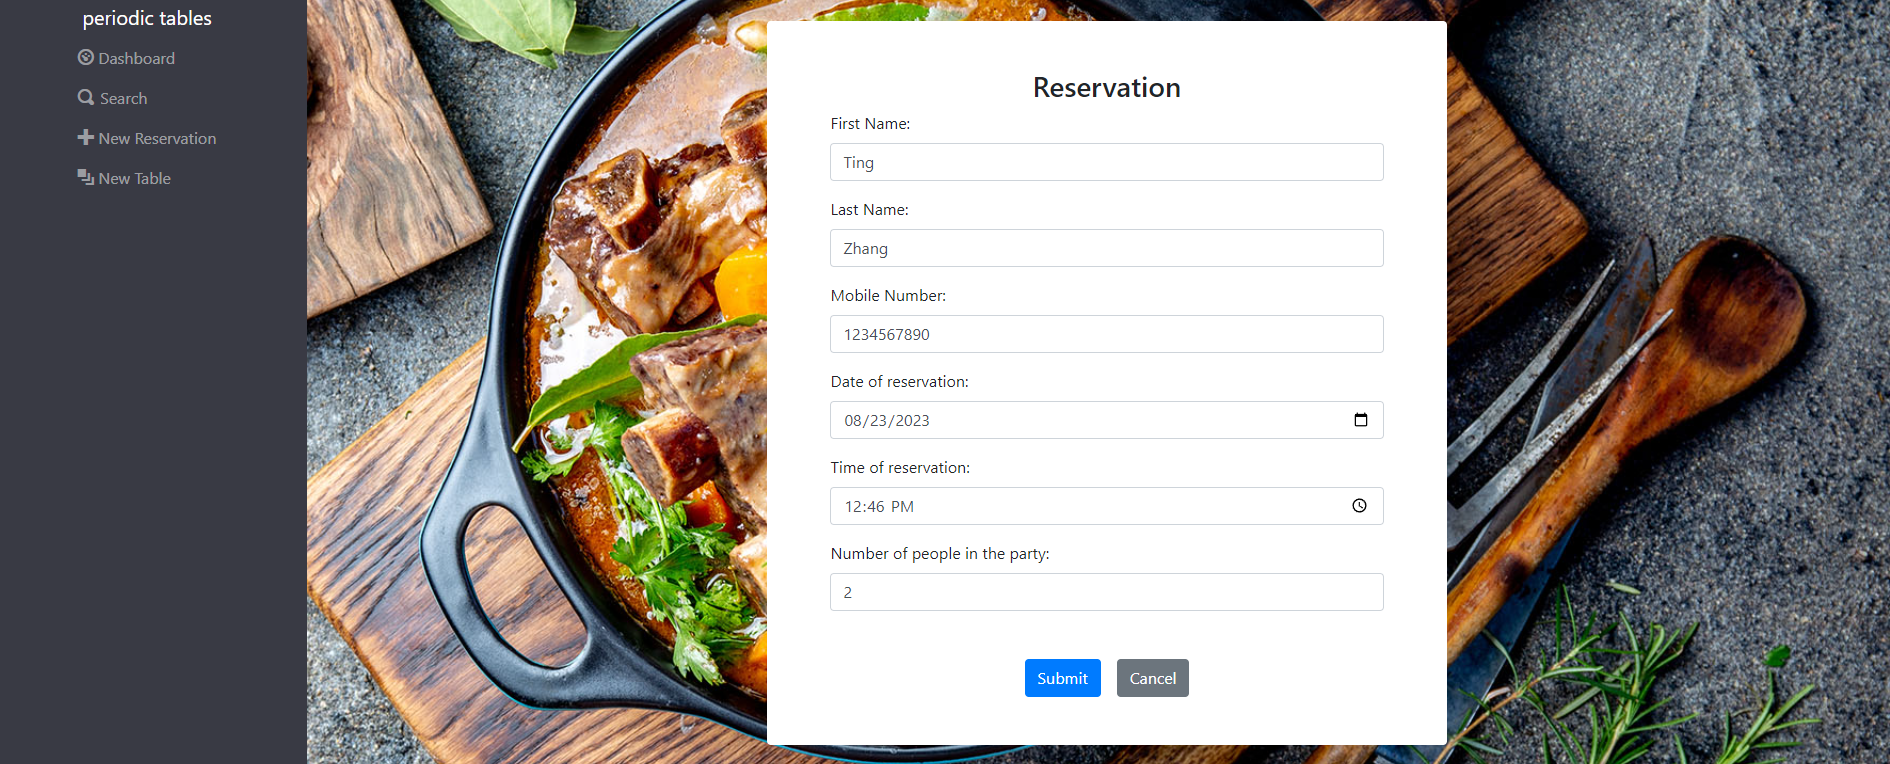 periodic tables
Dashboard
Search
New Reservation
New Table
Reservation
First Name:
Ting
Last Name:
Zhang
Mobile Number:
1234567890
Date of reservation:
08/23/2023
Time of reservation:
12:46 PM
Number of people in the party:
2
Submit Cancel